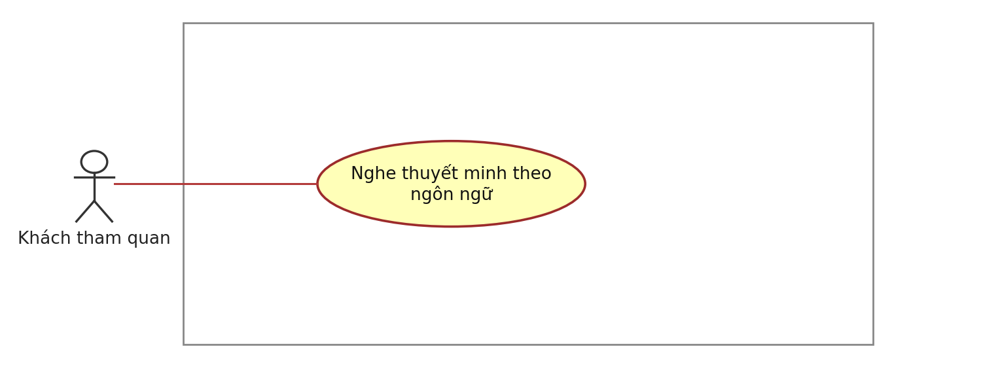 Nghe thuyết minh theo
ngôn ngữ
Khách tham quan